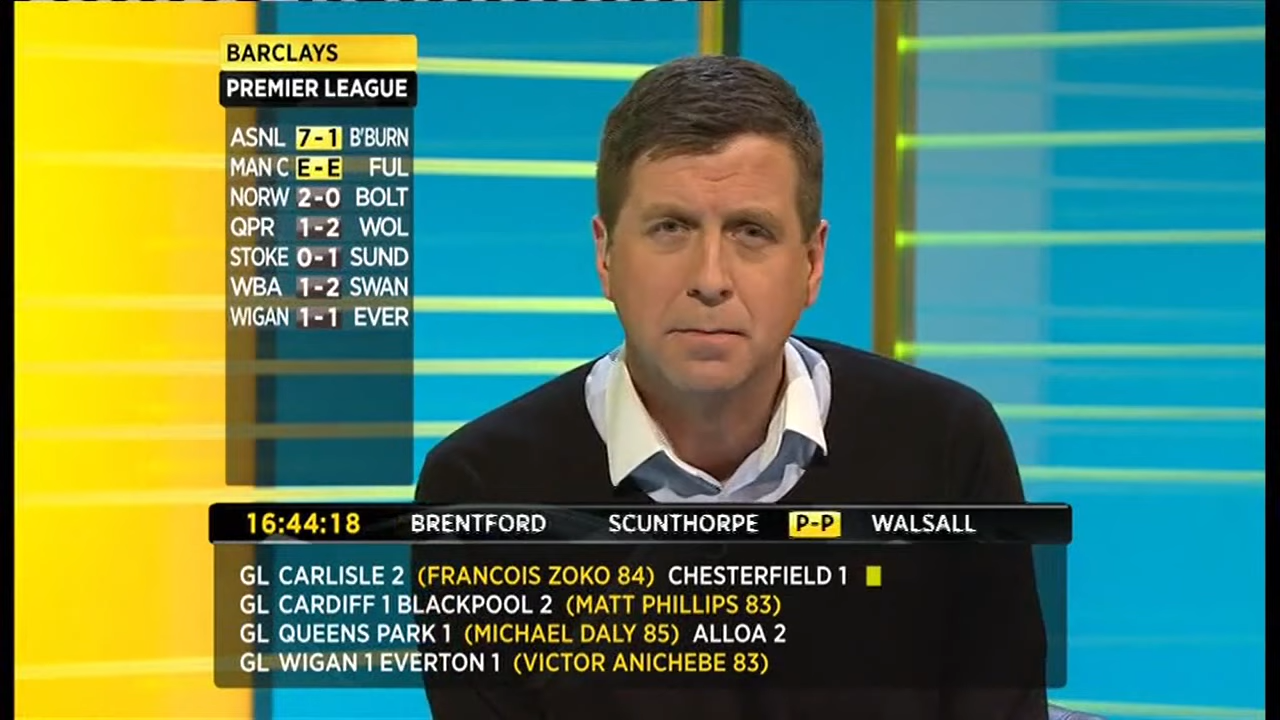 BARCLAYS
PREMIER LEAGUE
ASNL 7-1 B'BURN
MAN C E-E FUL
NORW 2-0 BOLT
QPR 1-2 WOL
STOKE 0-1 SUND
WBA 1-2 SWAN
WIGAN 1-1 EVER
16:44:18 BRENTFORD SCUNTHORPE P-P WALSALL
GL CARLISLE 2 (FRANCOIS ZOKO 84) CHESTERFIELD 1
GL CARDIFF 1 BLACKPOOL 2 (MATT PHILLIPS 83)
GL QUEENS PARK 1 (MICHAEL DALY 85) ALLOA 2
GL WIGAN 1 EVERTON 1 (VICTOR ANICHEBE 83)